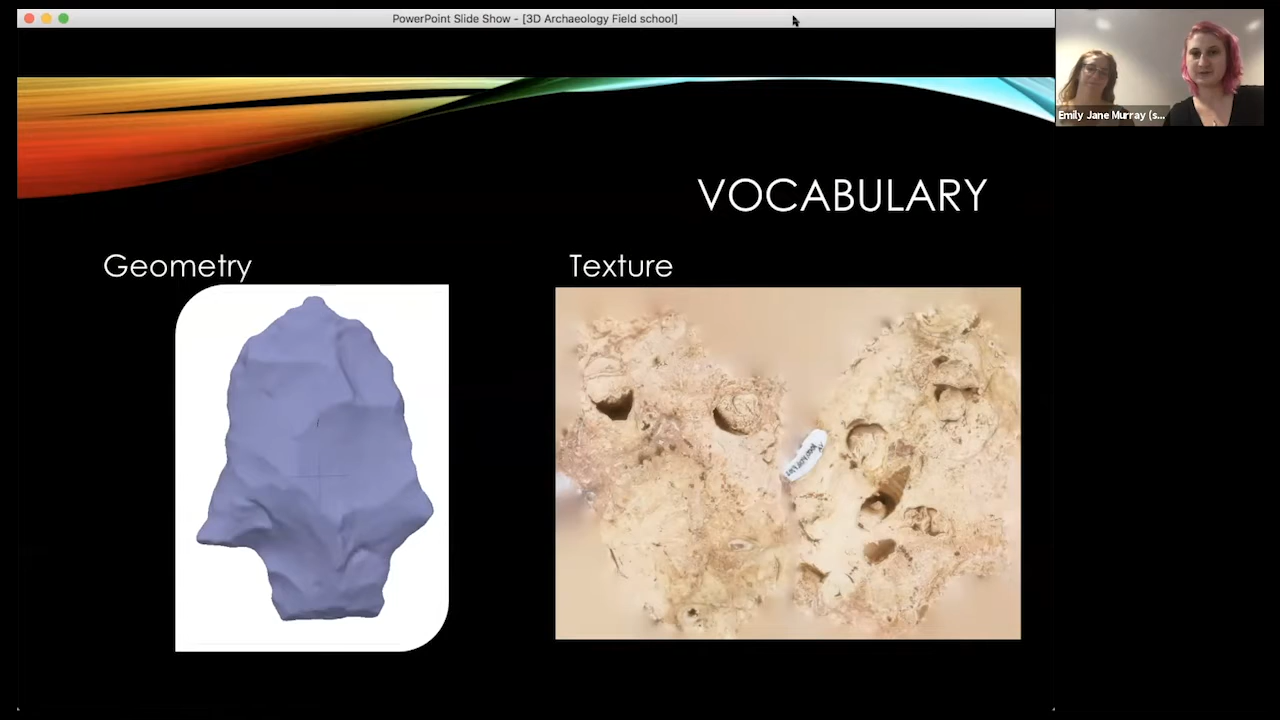 PowerPoint Slide Show - [3D Archaeology Field school]
Emily Jane Murray (s...
VOCABULARY
Geometry
Texture